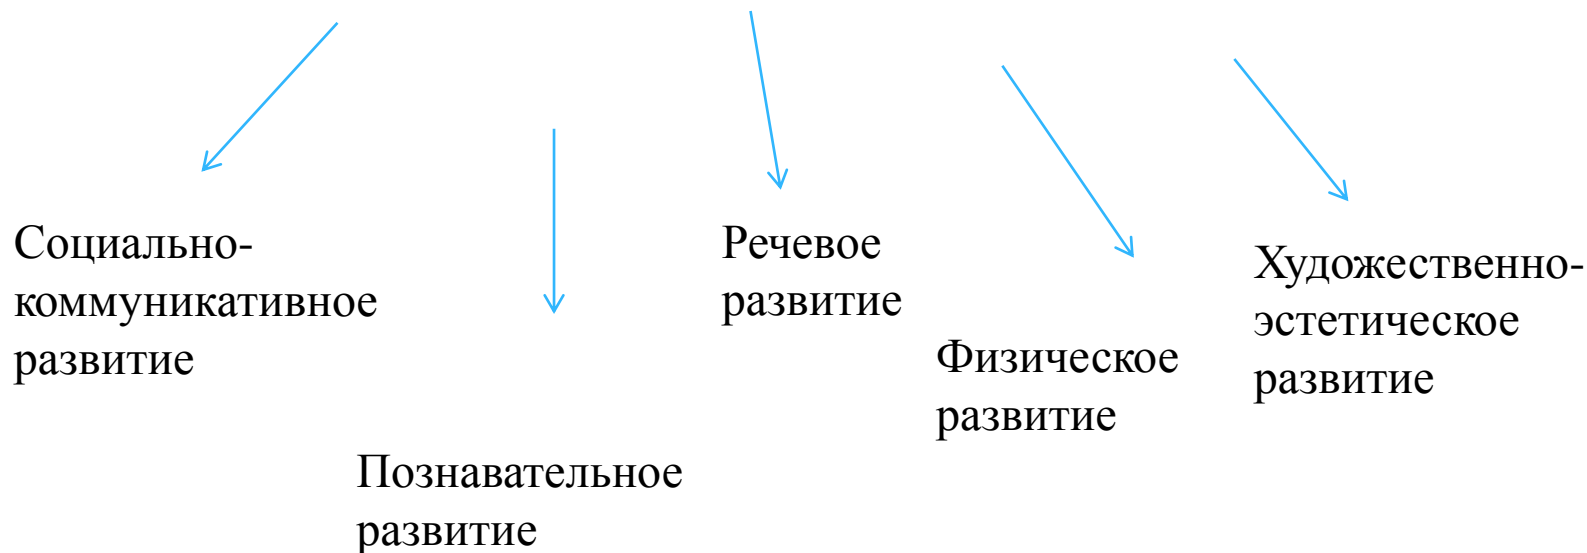 Социально-
коммуникативное
развитие
Познавательное
развитие
Речевое
развитие
Физическое
развитие
Художественно-
эстетическое
развитие